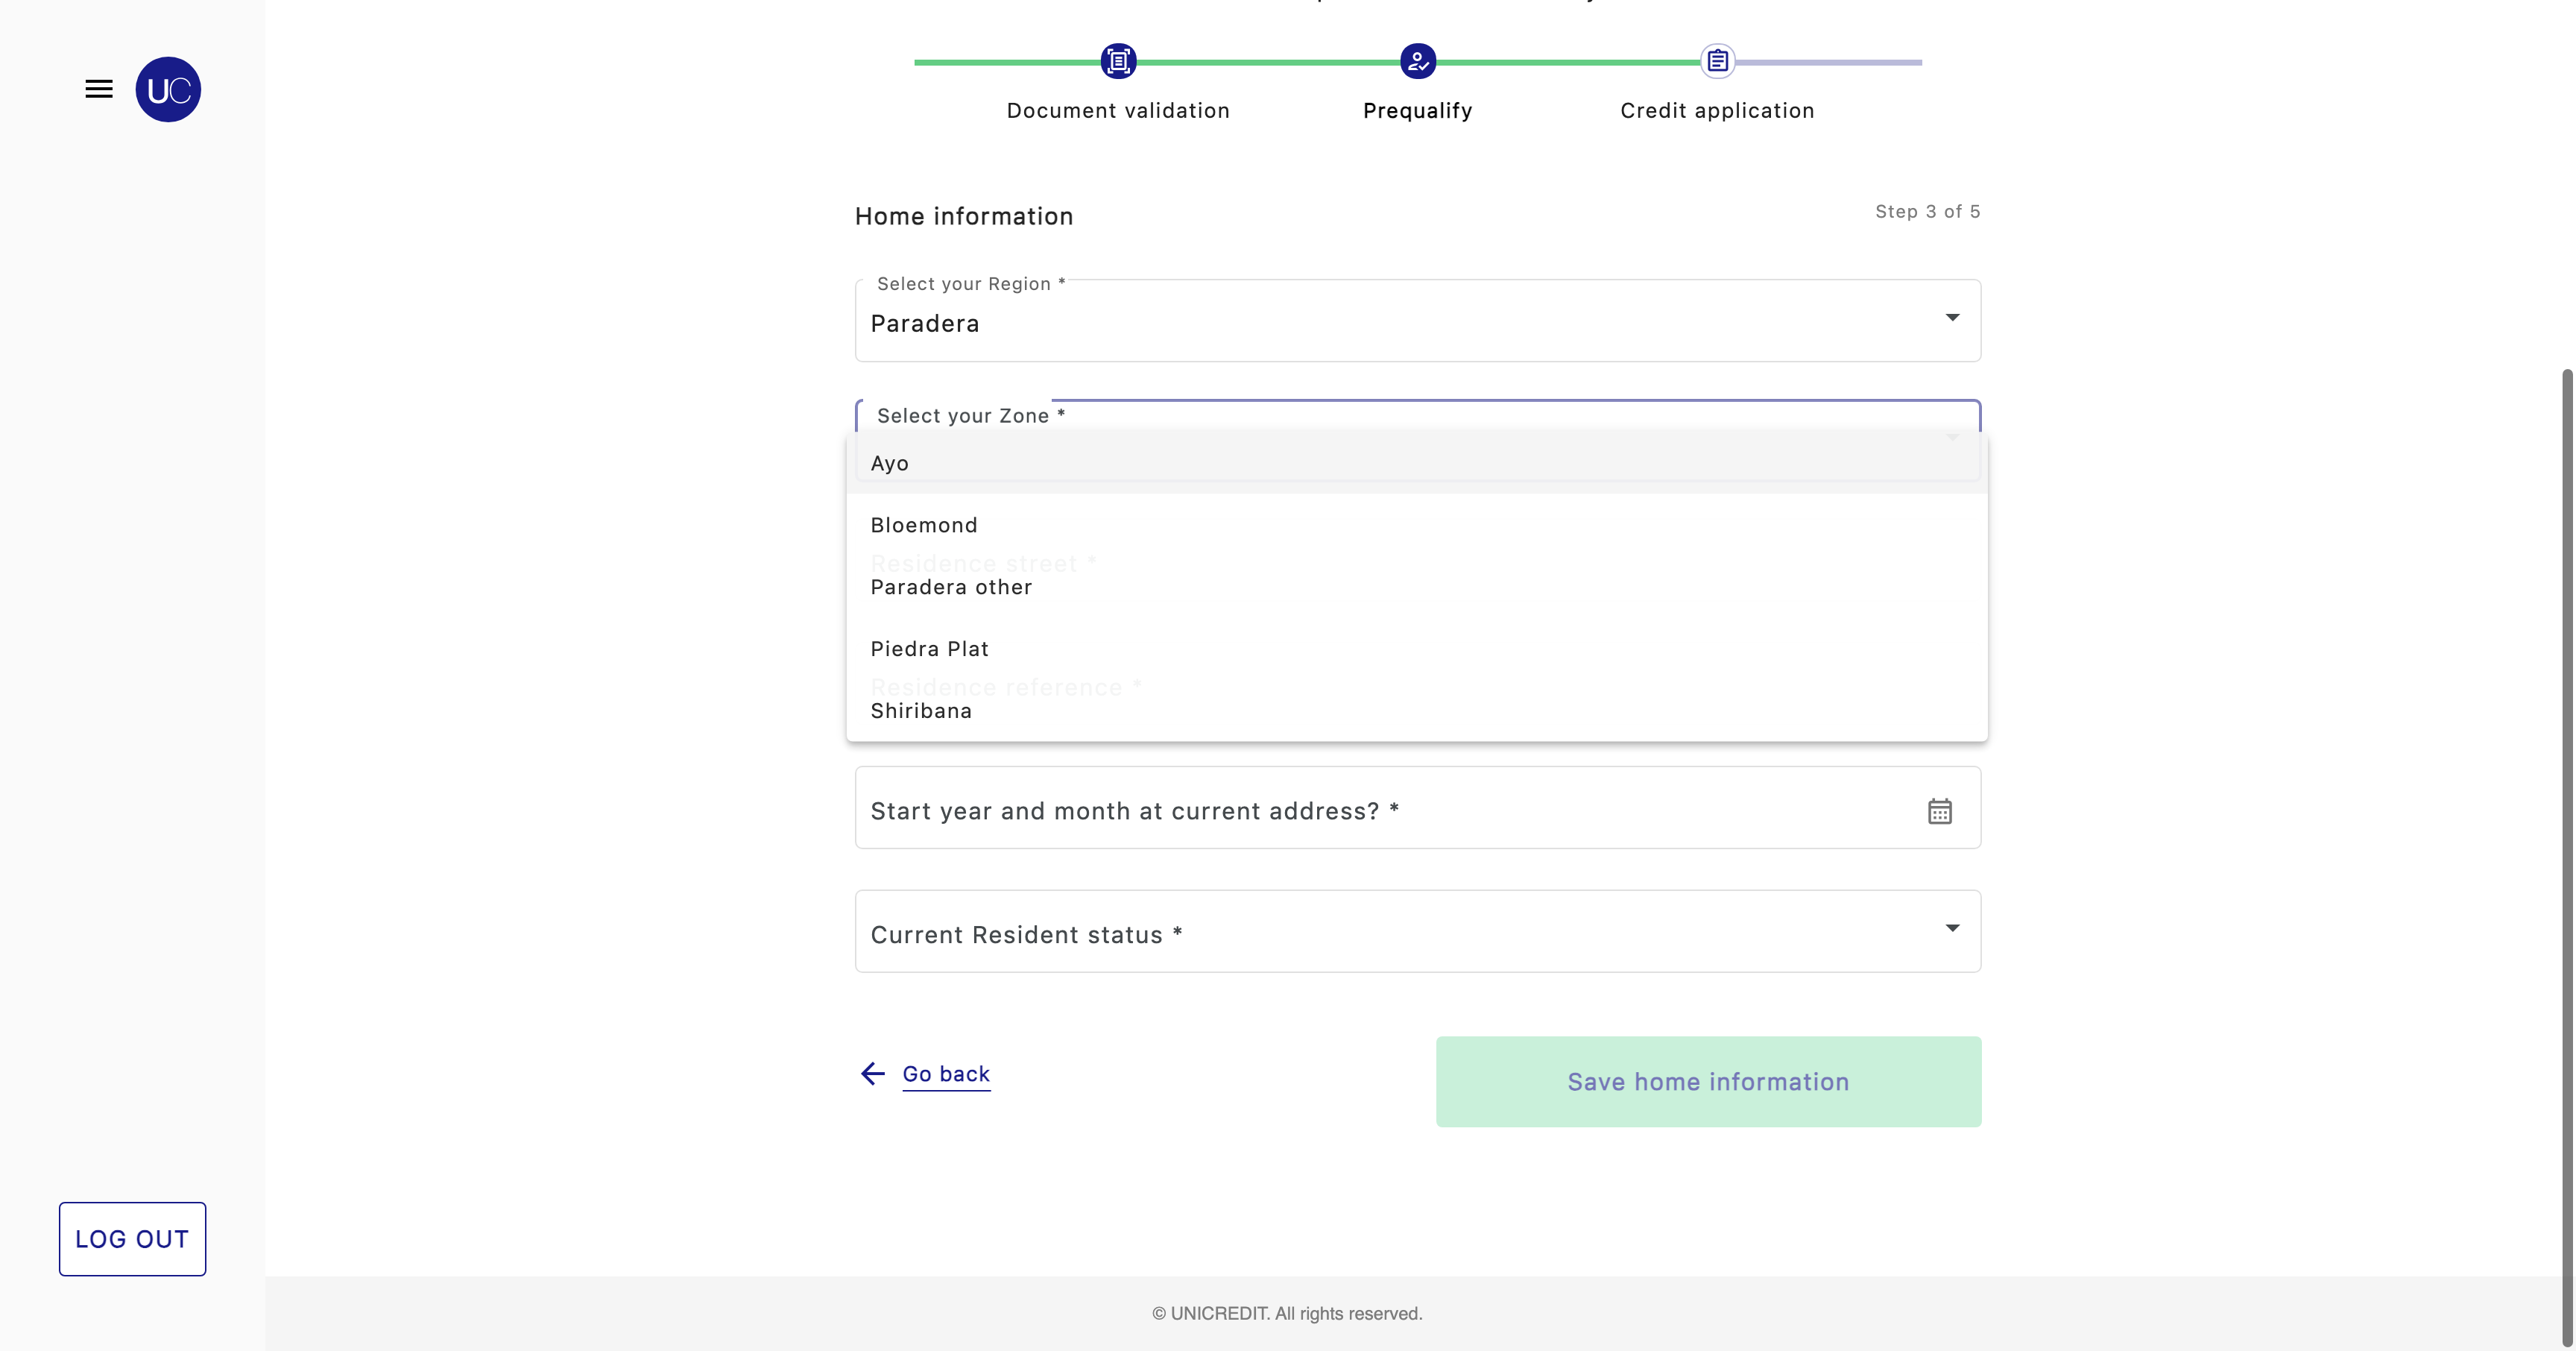 UC
Document validation
Prequalify
Credit application
Home information
Step 3 of 5
Select your Region *
Paradera
Select your Zone *
Ayo
Bloemond
Residence street *
Paradera other
Piedra Plat
Residence reference *
Shiribana
Start year and month at current address? *
Current Resident status *
Go back
Save home information
LOG OUT
© UNICREDIT. All rights reserved.